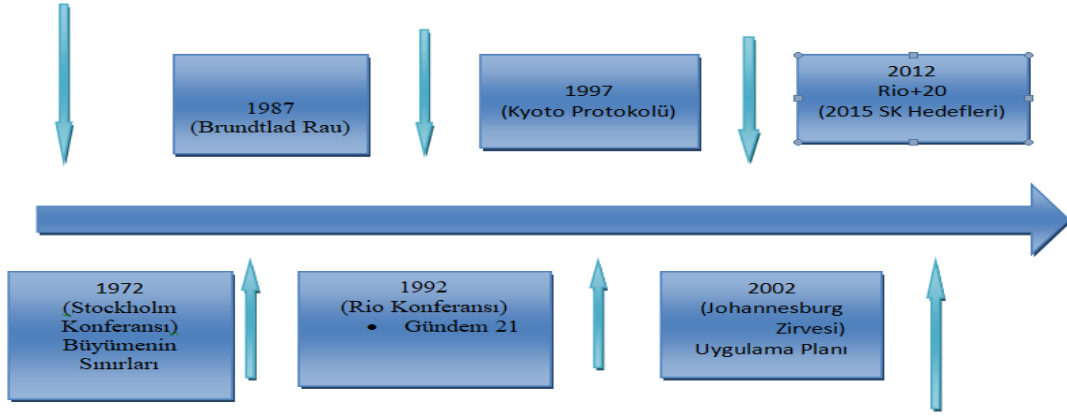 1987
(Brundtlad Rau)
1997
(Kyoto Protokolü)
2012
Rio+20
(2015 SK Hedefleri)
1972
(Stockholm
Konferansı)
Büyümenin
Sınırları
1992
(Rio Konferansı)
• Gündem 21
2002
(Johannesburg
Zirvesi)
Uygulama Planı